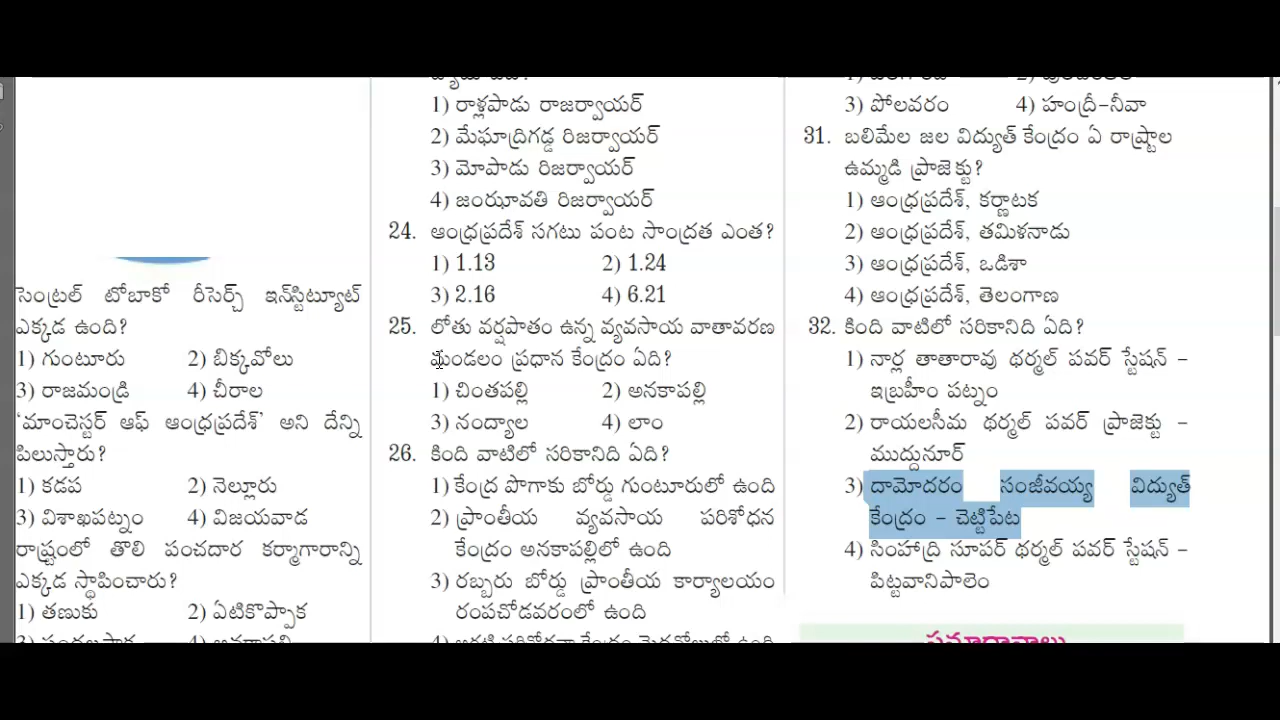 సెంట్రల్ టోబాకో రీసెర్చ్ ఇన్‌స్టిట్యూట్
ఎక్కడ ఉంది?
1) గుంటూరు 2) బిక్కవోలు
3) రాజమండ్రి 4) చీరాల
'మాంచెస్టర్ ఆఫ్ ఆంధ్రప్రదేశ్' అని దేన్ని
పిలుస్తారు?
1) కడప 2) నెల్లూరు
3) విశాఖపట్నం 4) విజయవాడ
రాష్ట్రంలో తొలి పంచదార కర్మాగారాన్ని
ఎక్కడ స్థాపించారు?
1) తణుకు 2) ఏటికొప్పాక
1) రాళ్లపాడు రాజర్వాయర్
2) మేఘాద్రిగడ్డ రిజర్వాయర్
3) మోపాడు రిజర్వాయర్
4) జంఝావతి రిజర్వాయర్
24. ఆంధ్రప్రదేశ్ సగటు పంట సాంద్రత ఎంత?
1) 1.13 2) 1.24
3) 2.16 4) 6.21
25. లోతు వర్షపాతం ఉన్న వ్యవసాయ వాతావరణ
మండలం ప్రధాన కేంద్రం ఏది?
1) చింతపల్లి 2) అనకాపల్లి
3) నంద్యాల 4) లాం
26. కింది వాటిలో సరికానిది ఏది?
1) కేంద్ర పొగాకు బోర్డు గుంటూరులో ఉంది
2) ప్రాంతీయ వ్యవసాయ పరిశోధన
కేంద్రం అనకాపల్లిలో ఉంది
3) రబ్బరు బోర్డు ప్రాంతీయ కార్యాలయం
రంపచోడవరంలో ఉంది
3) పోలవరం 4) హంద్రీ-నీవా
31. బలిమేల జల విద్యుత్ కేంద్రం ఏ రాష్ట్రాల
ఉమ్మడి ప్రాజెక్టు?
1) ఆంధ్రప్రదేశ్, కర్ణాటక
2) ఆంధ్రప్రదేశ్, తమిళనాడు
3) ఆంధ్రప్రదేశ్, ఒడిశా
4) ఆంధ్రప్రదేశ్, తెలంగాణ
32. కింది వాటిలో సరికానిది ఏది?
1) నార్ల తాతారావు థర్మల్ పవర్ స్టేషన్ -
ఇబ్రహీం పట్నం
2) రాయలసీమ థర్మల్ పవర్ ప్రాజెక్టు -
ముద్దునూర్
3) దామోదరం సంజీవయ్య విద్యుత్
కేంద్రం - చెట్టిపేట
4) సింహాద్రి సూపర్ థర్మల్ పవర్ స్టేషన్ -
పిట్టవానిపాలెం